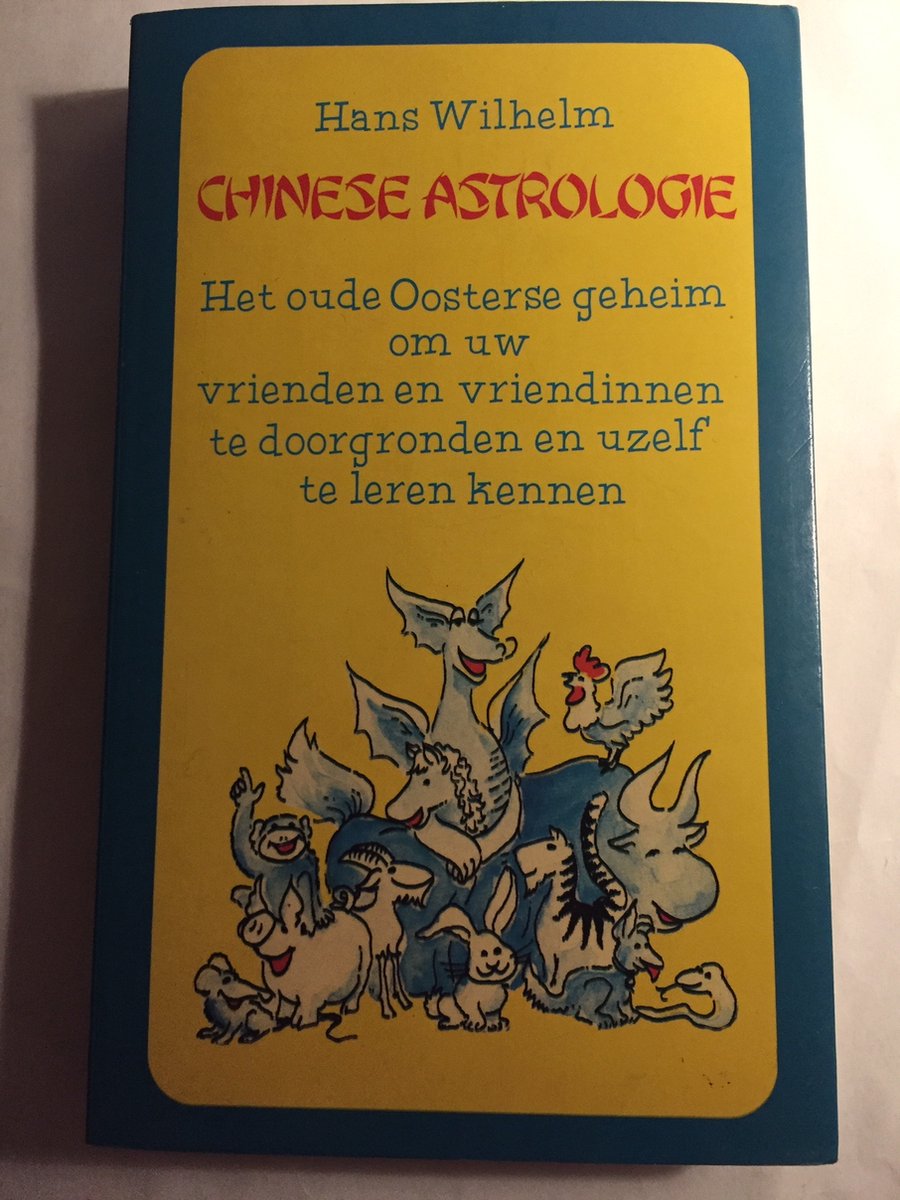 Hans Wilhelm
CHINESE ASTROLOGIE
Het oude Oosterse geheim
om uw
vrienden en vriendinnen
te doorgronden en uzelf
te leren kennen